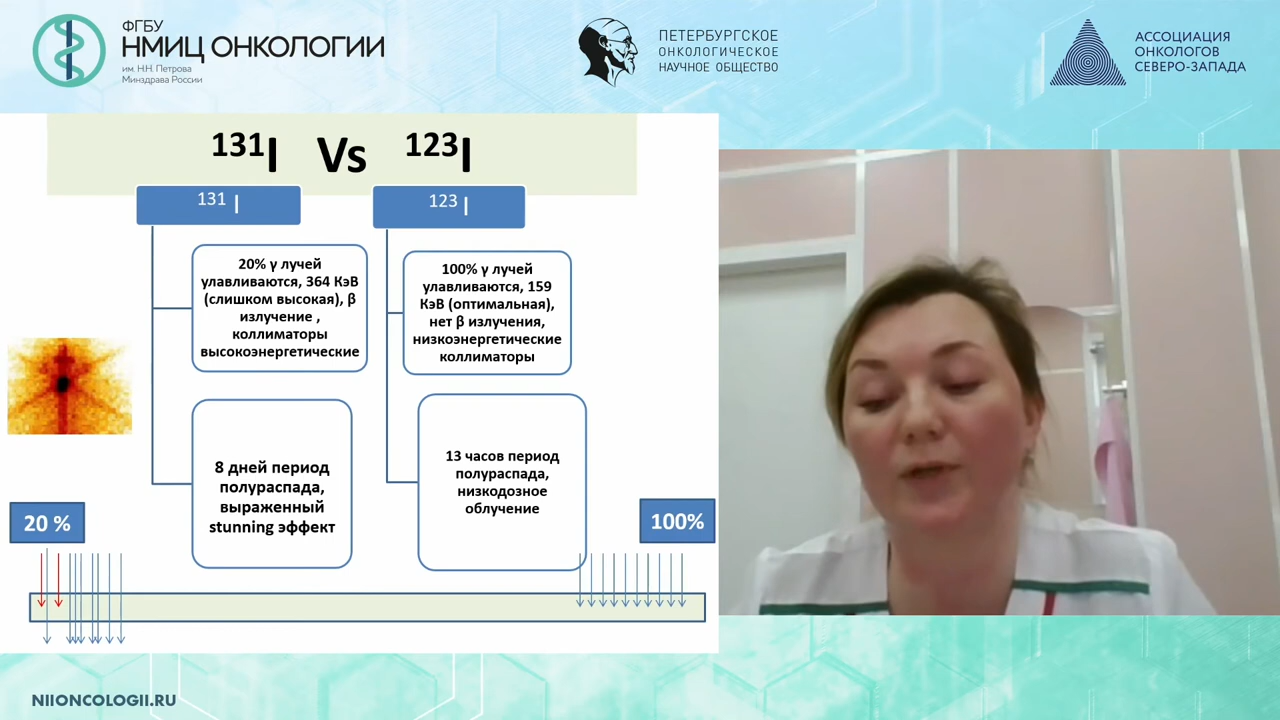 ФГБУ
НМИЦ ОНКОЛОГИИ
им. Н.Н. Петрова
Минздрава России
ПЕТЕРБУРГСКОЕ
ОНКОЛОГИЧЕСКОЕ
НАУЧНОЕ ОБЩЕСТВО
АССОЦИАЦИЯ
ОНКОЛОГОВ
СЕВЕРО-ЗАПАДА
131I Vs 123I
131 I
123 I
20% γ лучей
улавливаются, 364 КэВ
(слишком высокая), β
излучение ,
коллиматоры
высокоэнергетические
100% γ лучей
улавливаются, 159
КэВ (оптимальная),
нет β излучения,
низкоэнергетические
коллиматоры
8 дней период
полураспада,
выраженный
stunning эффект
13 часов период
полураспада,
низкодозное
облучение
20 %
100%
NIIONCOLOGII.RU